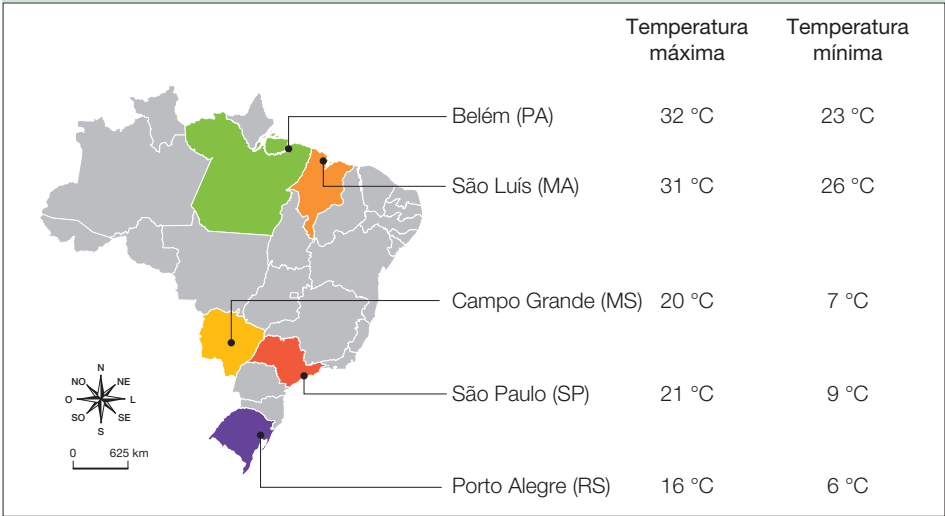 Temperatura máxima
Temperatura mínima
Belém (PA) 32 °C 23 °C
São Luís (MA) 31 °C 26 °C
Campo Grande (MS) 20 °C 7 °C
São Paulo (SP) 21 °C 9 °C
Porto Alegre (RS) 16 °C 6 °C
N
NO NE
O L
SO SE
S
0 625 km